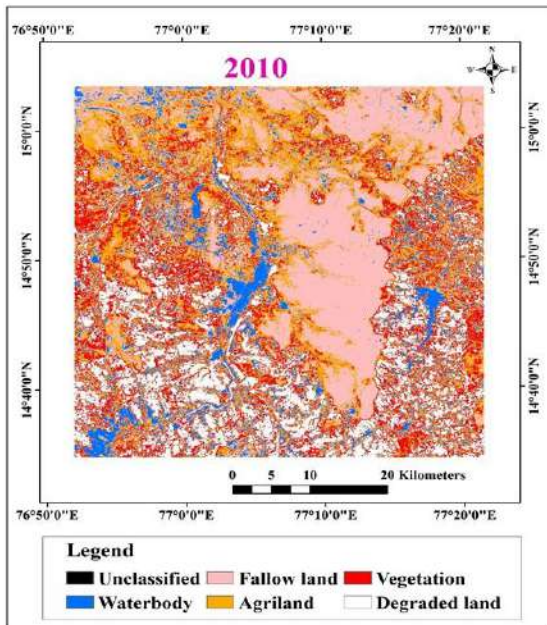 76°50'0"E 77°0'0"E 77°10'0"E 77°20'0"E
2010
N
W E
S
15°0'0"N 15°0'0"N
14°50'0"N 14°50'0"N
14°40'0"N 14°40'0"N
0 5 10 20 Kilometers
76°50'0"E 77°0'0"E 77°10'0"E 77°20'0"E
Legend
Unclassified Fallow land Vegetation
Waterbody Agriland Degraded land